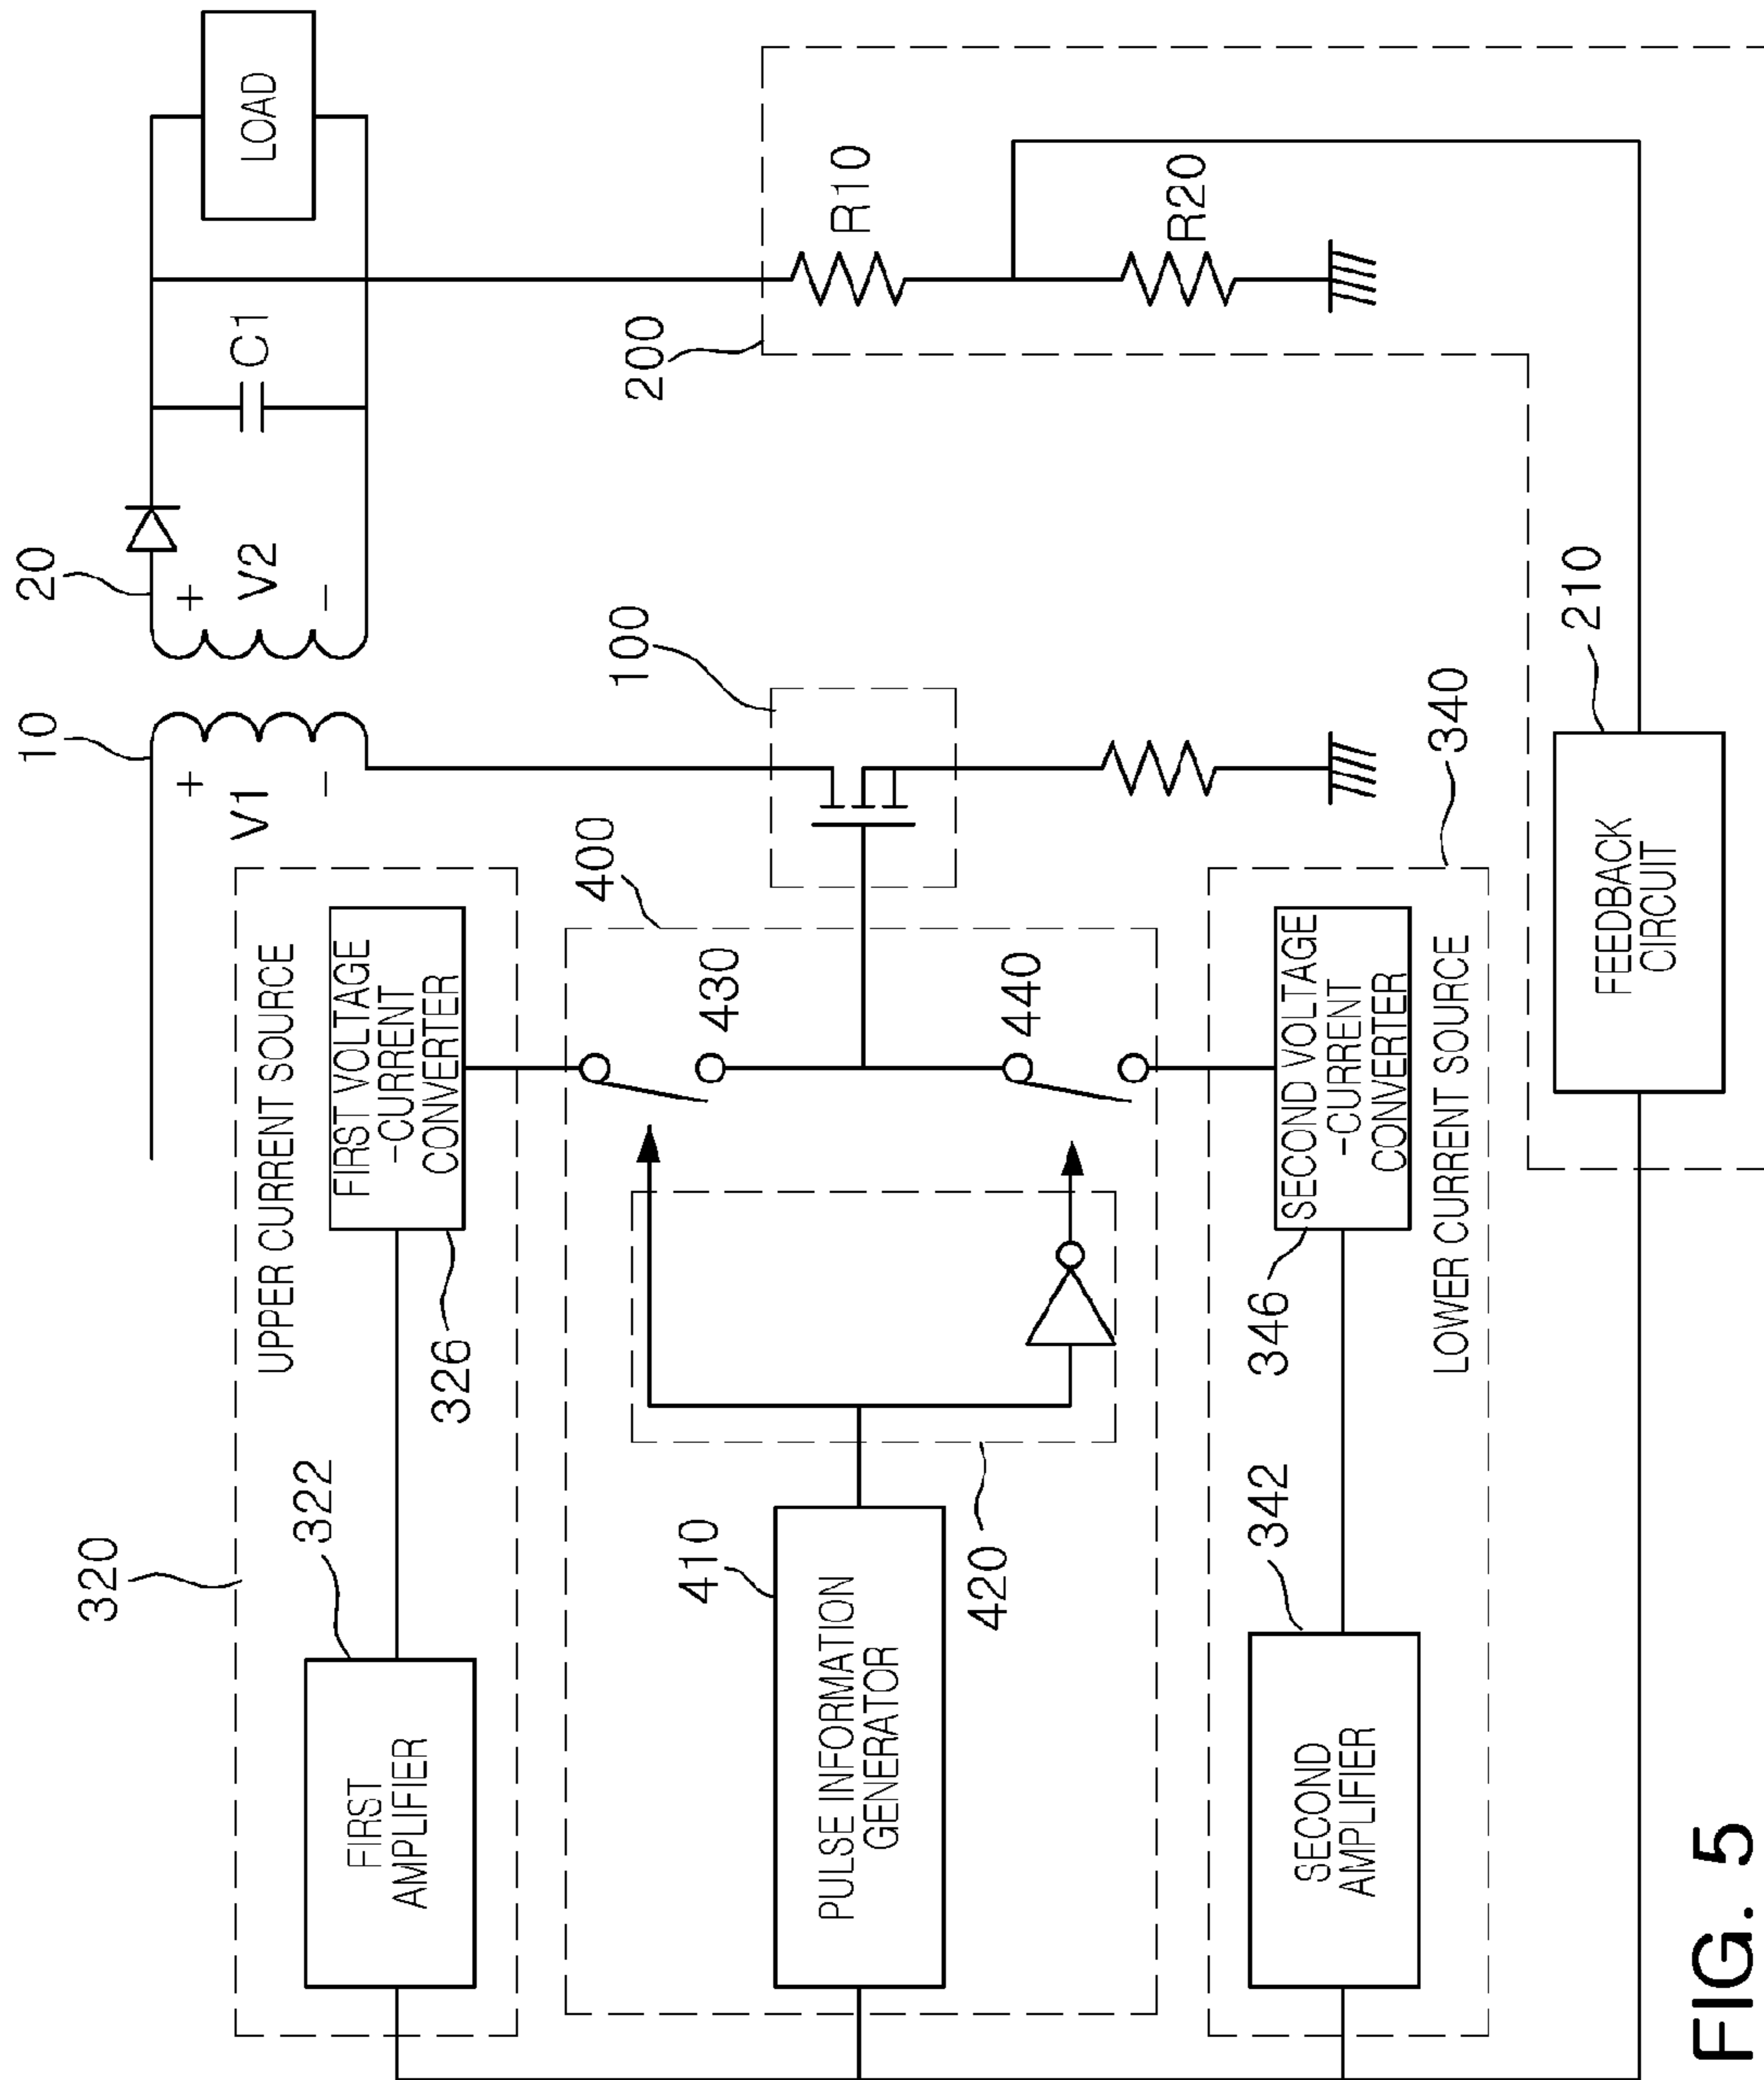 10
20
+
V1
-
+
V2
-
C1
LOAD
320
322
FIRST
AMPLIFIER
UPPER CURRENT SOURCE
FIRST VOLTAGE
-CURRENT
CONVERTER
326
400
100
200
R10
R20
410
PULSE INFORMATION
GENERATOR
420
430
440
342
SECOND
AMPLIFIER
346
SECOND VOLTAGE
-CURRENT
CONVERTER
LOWER CURRENT SOURCE
340
210
FEEDBACK
CIRCUIT
FIG. 5